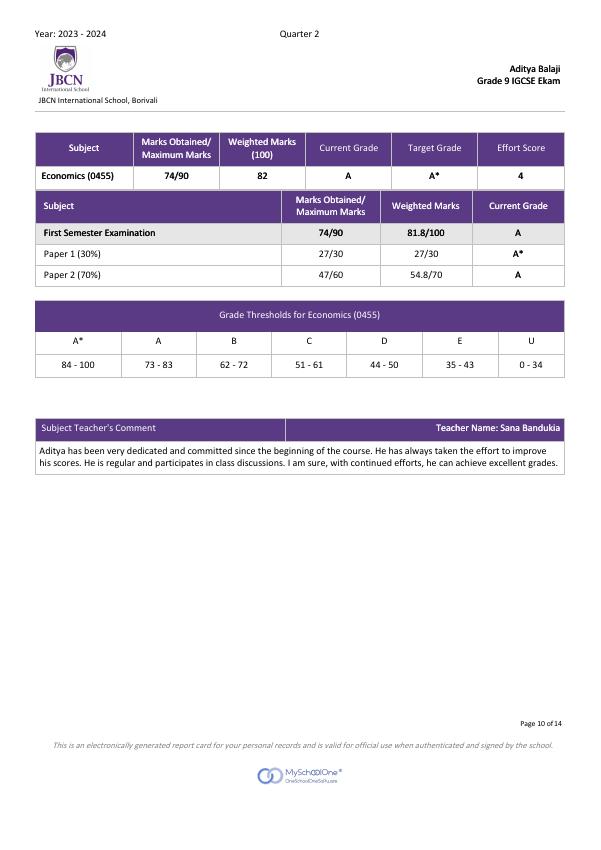 Year: 2023 - 2024 Quarter 2
JBCN
International School
Aditya Balaji
Grade 9 IGCSE Ekam
JBCN International School, Borivali
Subject Marks Obtained/ Maximum Marks Weighted Marks (100) Current Grade Target Grade Effort Score
Economics (0455) 74/90 82 A A* 4
Subject Marks Obtained/ Maximum Marks Weighted Marks Current Grade
First Semester Examination 74/90 81.8/100 A
Paper 1 (30%) 27/30 27/30 A*
Paper 2 (70%) 47/60 54.8/70 A
Grade Thresholds for Economics (0455)
A* A B C D E U
84 - 100 73 - 83 62 - 72 51 - 61 44 - 50 35 - 43 0 - 34
Subject Teacher's Comment Teacher Name: Sana Bandukia
Aditya has been very dedicated and committed since the beginning of the course. He has always taken the effort to improve
his scores. He is regular and participates in class discussions. I am sure, with continued efforts, he can achieve excellent grades.
Page 10 of 14
This is an electronically generated report card for your personal records and is valid for official use when authenticated and signed by the school.
MySchoolOne®
OneSchoolOneSoftware